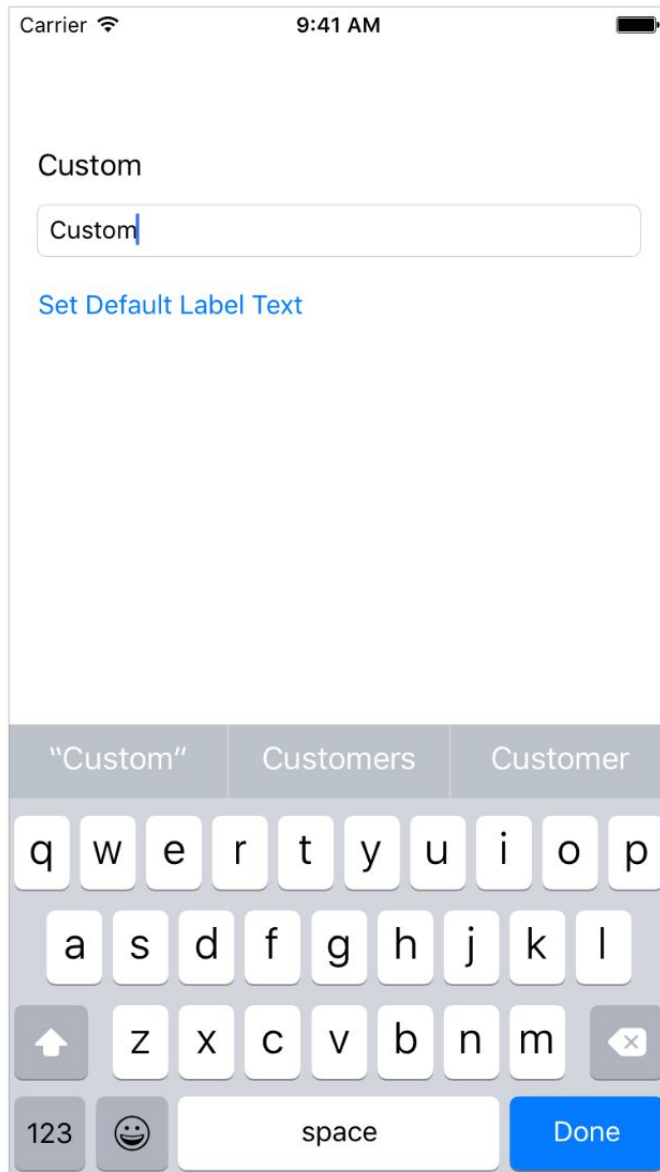 Carrier 9:41 AM
Custom
Custom
Set Default Label Text
“Custom” Customers Customer
q w e r t y u i o p
a s d f g h j k l
z x c v b n m
123 space Done